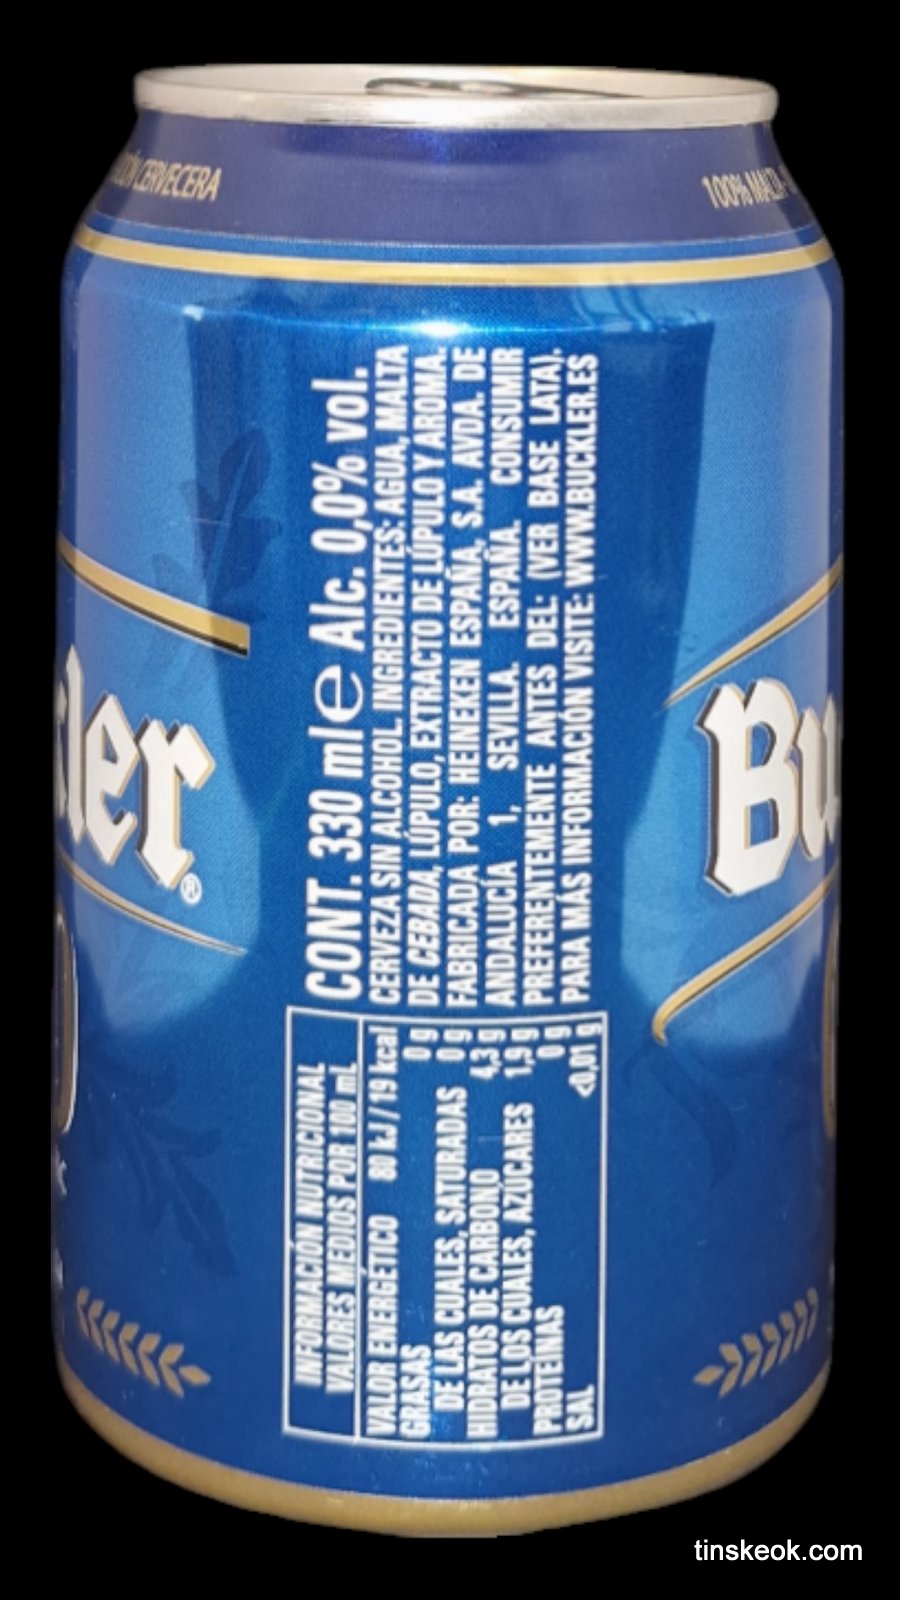 CERVECERA
100% MALTA
CONT. 330 ml e Alc. 0,0% vol.
CERVEZA SIN ALCOHOL. INGREDIENTES: AGUA, MALTA
DE CEBADA, LÚPULO, EXTRACTO DE LÚPULO Y AROMA.
FABRICADA POR: HEINEKEN ESPAÑA, S.A. AVDA. DE
ANDALUCÍA 1, SEVILLA. ESPAÑA. CONSUMIR
PREFERENTEMENTE ANTES DEL: (VER BASE LATA).
PARA MÁS INFORMACIÓN VISITE: WWW.BUCKLER.ES
INFORMACIÓN NUTRICIONAL
VALORES MEDIOS POR 100 mL
VALOR ENERGÉTICO 80 kJ / 19 kcal
GRASAS 0 g
DE LAS CUALES, SATURADAS 0 g
HIDRATOS DE CARBONO 4,3 g
DE LOS CUALES, AZÚCARES 1,9 g
PROTEÍNAS 0 g
SAL <0,01 g
kler®
Bu
tinskeok.com